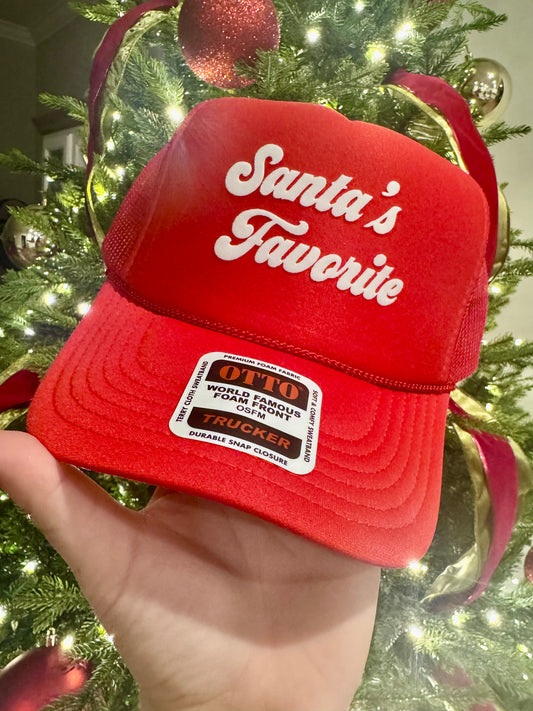 Santa's
Favorite
PREMIUM FOAM FABRIC
OTTO
WORLD FAMOUS
FOAM FRONT
OSFM
TRUCKER
DURABLE SNAP CLOSURE
TERRY CLOTH SWEATBAND
SOFT & COMFY SWEATBAND